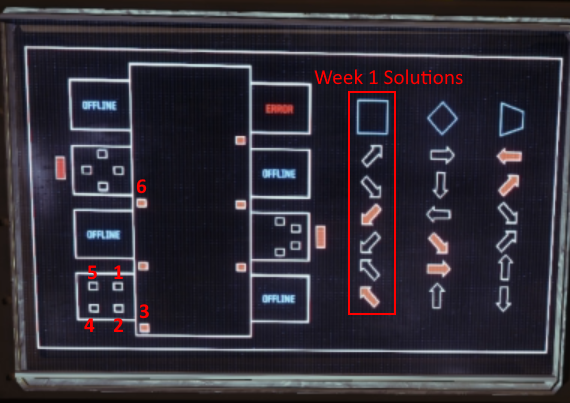 Week 1 Solutions
OFFLINE
ERROR
OFFLINE
6
OFFLINE
5 1
3
OFFLINE
4 2